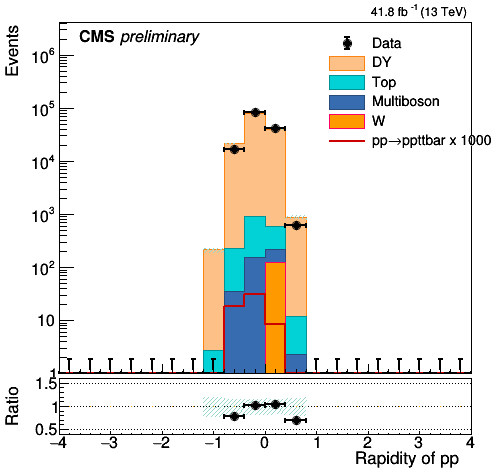 41.8 fb⁻¹ (13 TeV)
CMS preliminary
Events
Data
DY
Top
Multiboson
W
pp→ppttbar x 1000
10⁶
10⁵
10⁴
10³
10²
10
1
Ratio
1.5
1
0.5
−4 −3 −2 −1 0 1 2 3 4
Rapidity of pp